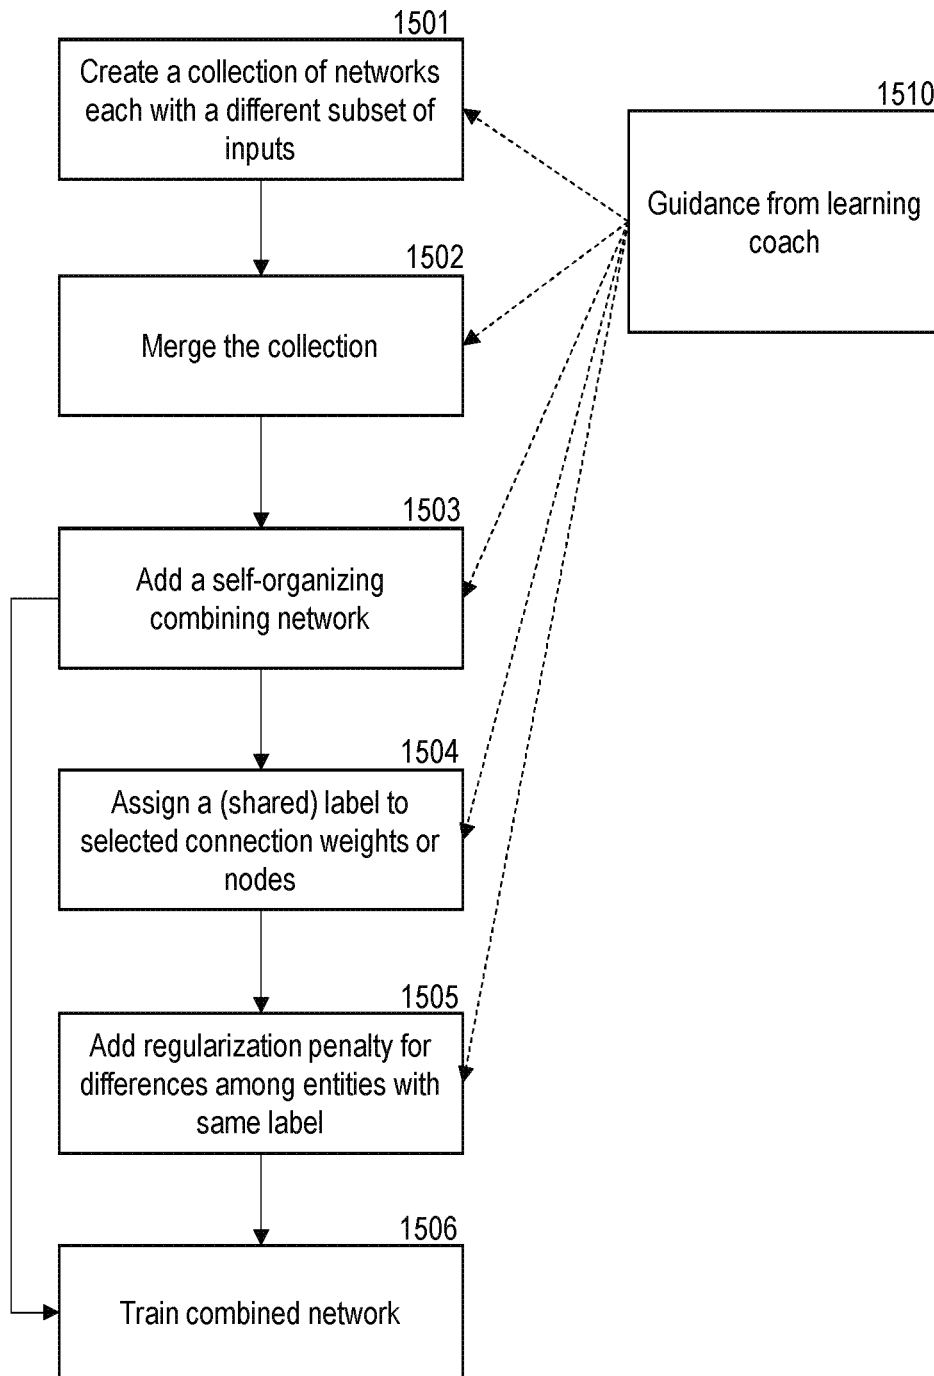 1501
Create a collection of networks
each with a different subset of
inputs
1510
Guidance from learning
coach
1502
Merge the collection
1503
Add a self-organizing
combining network
1504
Assign a (shared) label to
selected connection weights or
nodes
1505
Add regularization penalty for
differences among entities with
same label
1506
Train combined network